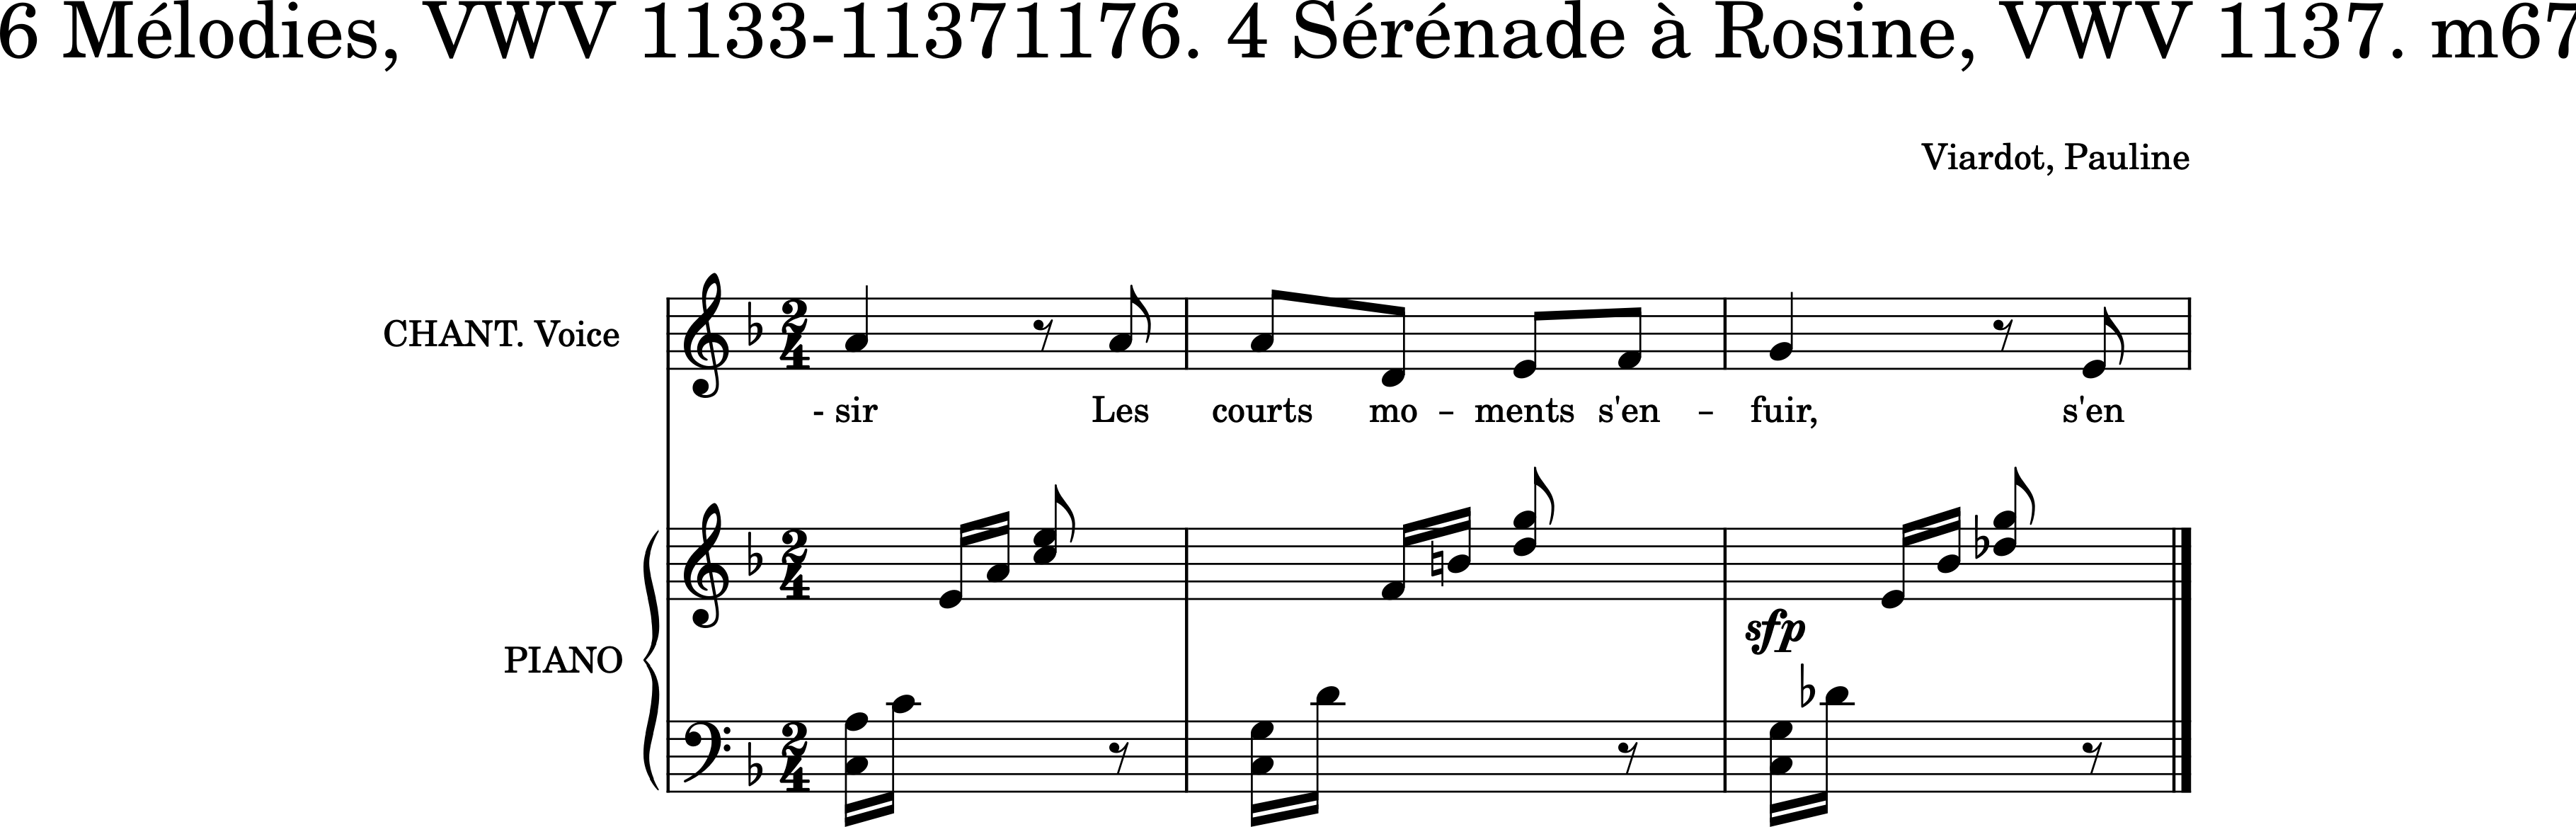 6 Mélodies, VWV 1133-11371176. 4 Sérénade à Rosine, VWV 1137. m67
Viardot, Pauline
CHANT. Voice
- sir Les courts mo – ments s'en – fuir, s'en
sfp
PIANO